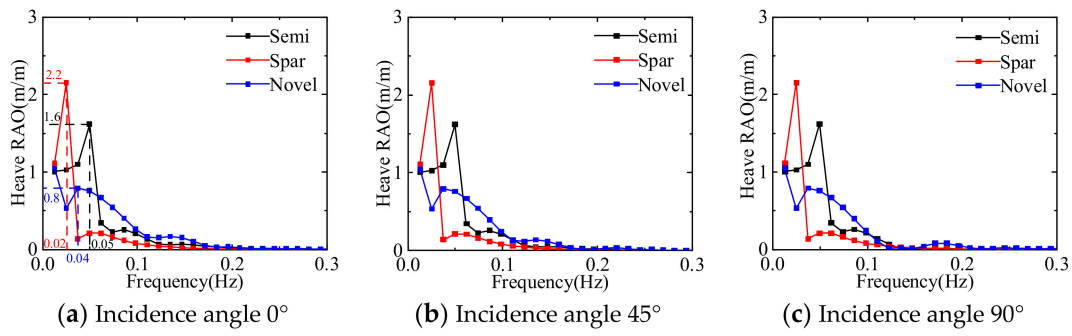 3
2
1
0
Heave RAO(m/m)
2.2
1.6
0.8
0.02
0.04
0.05
Semi
Spar
Novel
0.0 0.1 0.2 0.3
Frequency(Hz)
(a) Incidence angle 0°
3
2
1
0
Heave RAO(m/m)
Semi
Spar
Novel
0.0 0.1 0.2 0.3
Frequency(Hz)
(b) Incidence angle 45°
3
2
1
0
Heave RAO(m/m)
Semi
Spar
Novel
0.0 0.1 0.2 0.3
Frequency(Hz)
(c) Incidence angle 90°